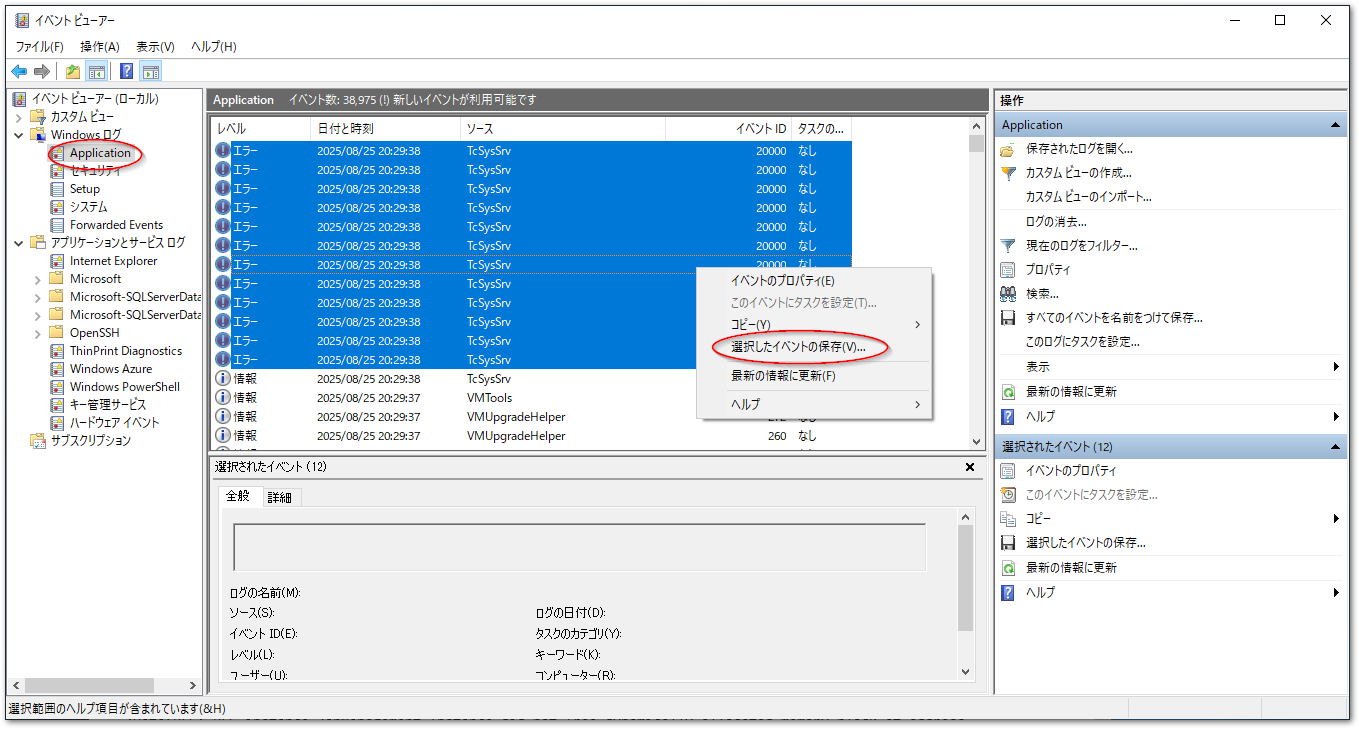 イベント ビューアー
ファイル(F) 操作(A) 表示(V) ヘルプ(H)
イベント ビューアー (ローカル)
カスタム ビュー
Windows ログ
Application
セキュリティ
Setup
システム
Forwarded Events
アプリケーションとサービス ログ
Internet Explorer
Microsoft
Microsoft-SQLServerData
Microsoft-SQLServerData
OpenSSH
ThinPrint Diagnostics
Windows Azure
Windows PowerShell
キー管理サービス
ハードウェア イベント
サブスクリプション
Application イベント数: 38,975 (!) 新しいイベントが利用可能です
レベル 日付と時刻 ソース イベント ID タスクの...
エラー 2025/08/25 20:29:38 TcSysSrv 20000 なし
エラー 2025/08/25 20:29:38 TcSysSrv 20000 なし
エラー 2025/08/25 20:29:38 TcSysSrv 20000 なし
エラー 2025/08/25 20:29:38 TcSysSrv 20000 なし
エラー 2025/08/25 20:29:38 TcSysSrv 20000 なし
エラー 2025/08/25 20:29:38 TcSysSrv 20000 なし
エラー 2025/08/25 20:29:38 TcSysSrv 20000 なし
エラー 2025/08/25 20:29:38 TcSysSrv
エラー 2025/08/25 20:29:38 TcSysSrv
エラー 2025/08/25 20:29:38 TcSysSrv
エラー 2025/08/25 20:29:38 TcSysSrv
エラー 2025/08/25 20:29:38 TcSysSrv
情報 2025/08/25 20:29:38 TcSysSrv
情報 2025/08/25 20:29:37 VMTools
情報 2025/08/25 20:29:37 VMUpgradeHelper なし
情報 2025/08/25 20:29:37 VMUpgradeHelper 260 なし
イベントのプロパティ(E)
このイベントにタスクを設定(T)...
コピー(Y)
選択したイベントの保存(V)...
最新の情報に更新(F)
ヘルプ
選択されたイベント (12)
全般 詳細
ログの名前(M):
ソース(S): ログの日付(D):
イベント ID(E): タスクのカテゴリ(Y):
レベル(L): キーワード(K):
ユーザー(U): コンピューター(R):
操作
Application
保存されたログを開く...
カスタム ビューの作成...
カスタム ビューのインポート...
ログの消去...
現在のログをフィルター...
プロパティ
検索...
すべてのイベントを名前をつけて保存...
このログにタスクを設定...
表示
最新の情報に更新
ヘルプ
選択されたイベント (12)
イベントのプロパティ
このイベントにタスクを設定...
コピー
選択したイベントの保存...
最新の情報に更新
ヘルプ
選択範囲のヘルプ項目が含まれています(&H)